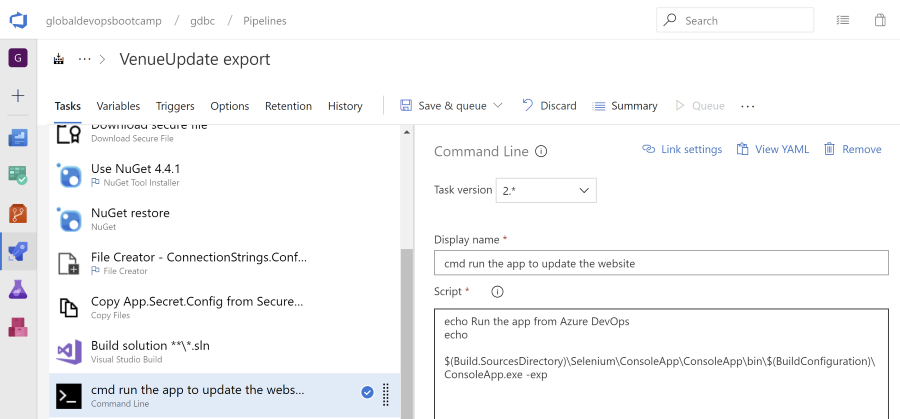 globaldevopsbootcamp / gdbc / Pipelines
Search
G
··· > VenueUpdate export
Tasks Variables Triggers Options Retention History Save & queue Discard Summary Queue ···
Download secure file
Download Secure File
Use NuGet 4.4.1
NuGet Tool Installer
NuGet restore
NuGet
File Creator - ConnectionStrings.Conf...
File Creator
Copy App.Secret.Config from Secure...
Copy Files
Build solution **\*.sln
Visual Studio Build
cmd run the app to update the webs...
Command Line
Command Line
Link settings View YAML Remove
Task version 2.*
Display name *
cmd run the app to update the website
Script *
echo Run the app from Azure DevOps
echo
$(Build.SourcesDirectory)\Selenium\ConsoleApp\ConsoleApp\bin\$(BuildConfiguration)\
ConsoleApp.exe -exp